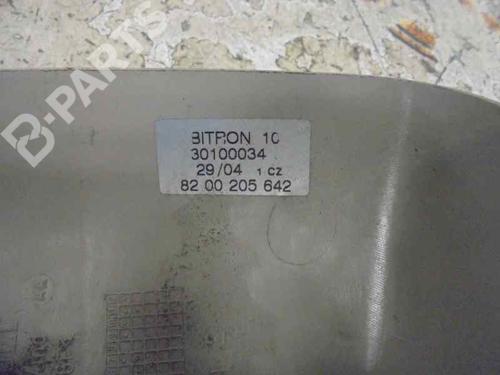 B-PARTS
BITRON 10
30100034
29/04 1 CZ
82 00 205 642